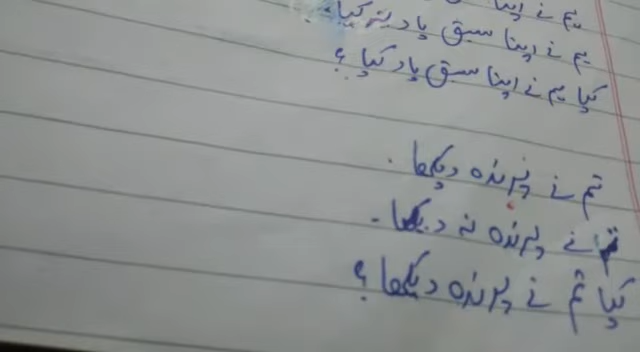 ہم نے اپنا
ہم نے اپنا سبق یاد نہ کیا۔
کیا ہم نے اپنا سبق یاد کیا؟
تم نے پرندہ دیکھا۔
تم نے پرندہ نہ دیکھا۔
کیا تم نے پرندہ دیکھا؟